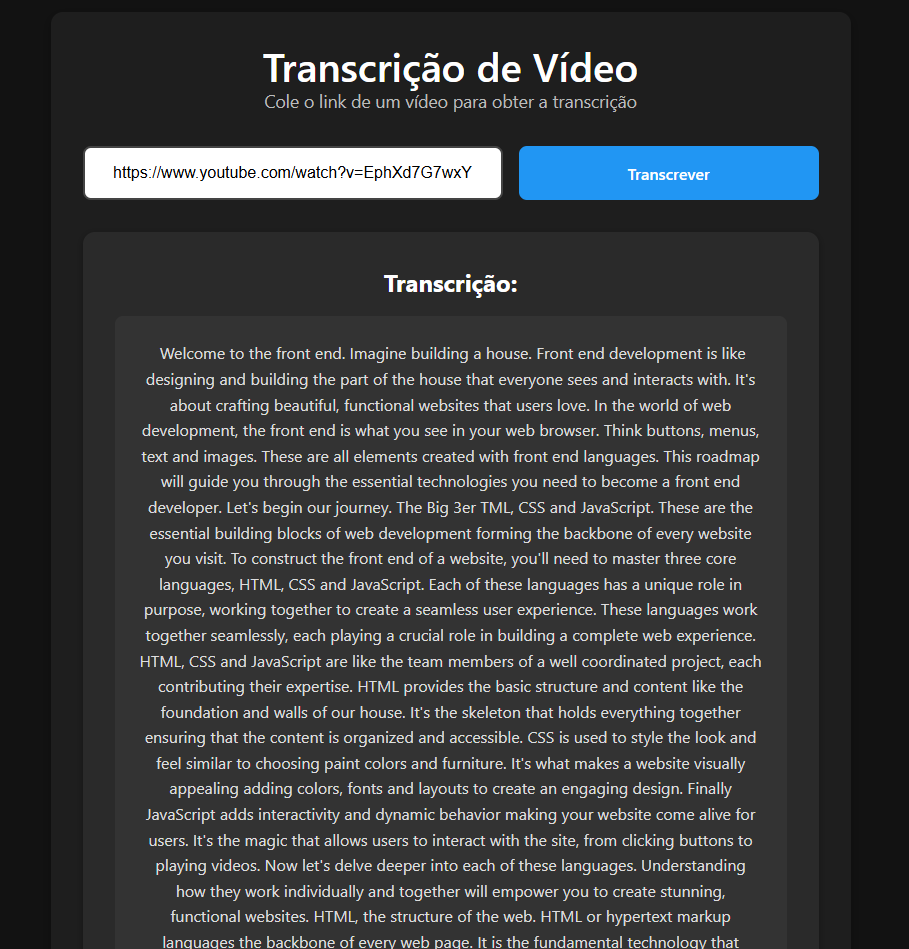 Transcrição de Vídeo
Cole o link de um vídeo para obter a transcrição
https://www.youtube.com/watch?v=EphXd7G7wxY
Transcrever
Transcrição:
Welcome to the front end. Imagine building a house. Front end development is like
designing and building the part of the house that everyone sees and interacts with. It's
about crafting beautiful, functional websites that users love. In the world of web
development, the front end is what you see in your web browser. Think buttons, menus,
text and images. These are all elements created with front end languages. This roadmap
will guide you through the essential technologies you need to become a front end
developer. Let's begin our journey. The Big 3er TML, CSS and JavaScript. These are the
essential building blocks of web development forming the backbone of every website
you visit. To construct the front end of a website, you'll need to master three core
languages, HTML, CSS and JavaScript. Each of these languages has a unique role in
purpose, working together to create a seamless user experience. These languages work
together seamlessly, each playing a crucial role in building a complete web experience.
HTML, CSS and JavaScript are like the team members of a well coordinated project, each
contributing their expertise. HTML provides the basic structure and content like the
foundation and walls of our house. It's the skeleton that holds everything together
ensuring that the content is organized and accessible. CSS is used to style the look and
feel similar to choosing paint colors and furniture. It's what makes a website visually
appealing adding colors, fonts and layouts to create an engaging design. Finally
JavaScript adds interactivity and dynamic behavior making your website come alive for
users. It's the magic that allows users to interact with the site, from clicking buttons to
playing videos. Now let's delve deeper into each of these languages. Understanding
how they work individually and together will empower you to create stunning,
functional websites. HTML, the structure of the web. HTML or hypertext markup
languages the backbone of every web page. It is the fundamental technology that